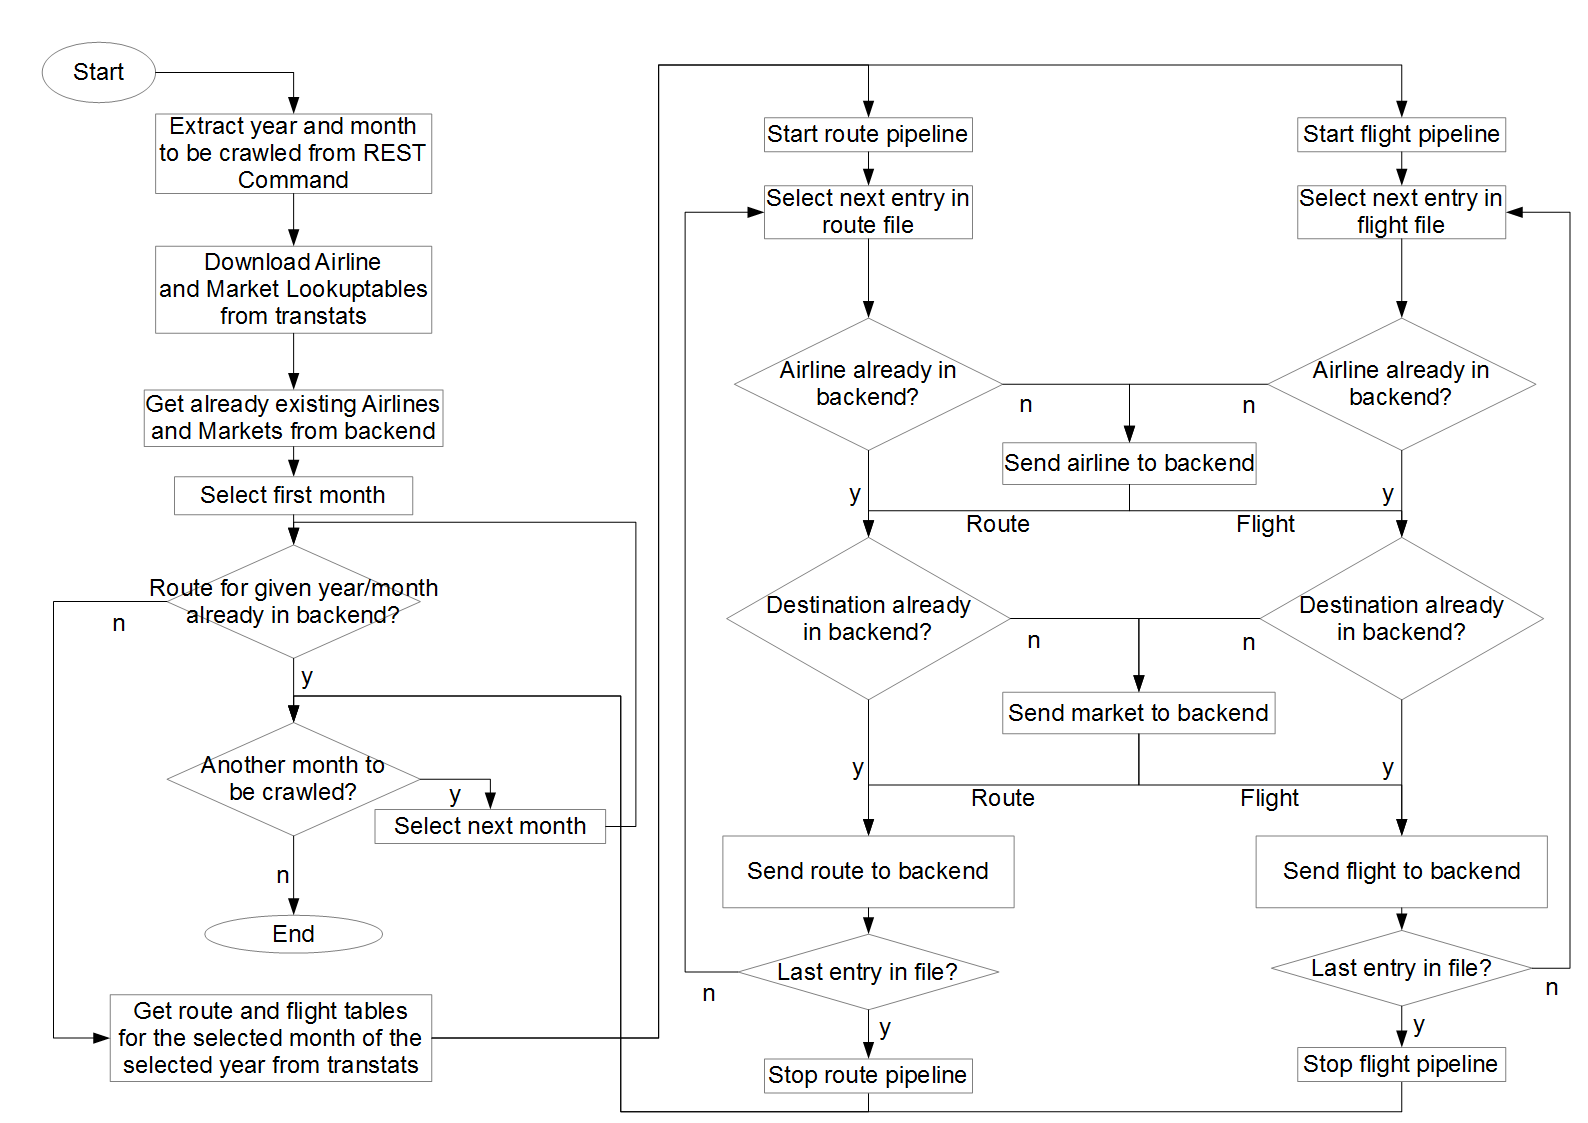 Start
Extract year and month
to be crawled from REST
Command
Download Airline
and Market Lookuptables
from transtats
Get already existing Airlines
and Markets from backend
Select first month
Route for given year/month
already in backend?
n
y
Another month to
be crawled?
y
Select next month
n
End
Get route and flight tables
for the selected month of the
selected year from transtats
Start route pipeline
Select next entry in
route file
Airline already in
backend?
n
y
Start flight pipeline
Select next entry in
flight file
Airline already in
backend?
n
y
Send airline to backend
Route
Flight
Destination already
in backend?
n
y
Destination already
in backend?
n
y
Send market to backend
Route
Flight
Send route to backend
Last entry in file?
n
y
Stop route pipeline
Send flight to backend
Last entry in file?
n
y
Stop flight pipeline